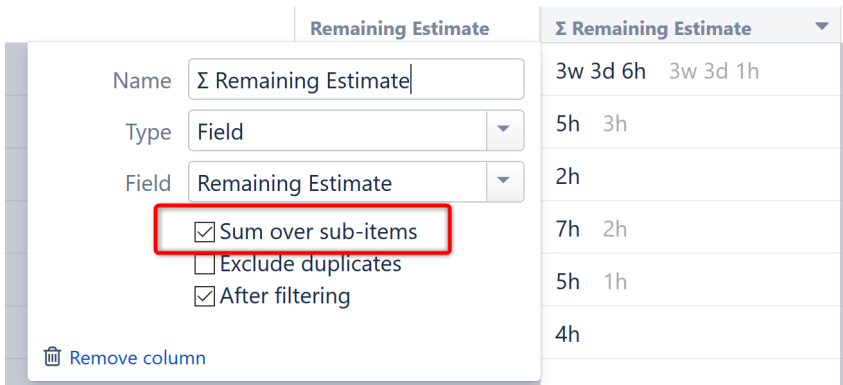 Remaining Estimate Σ Remaining Estimate
Name Σ Remaining Estimate
Type Field
Field Remaining Estimate
Sum over sub-items
Exclude duplicates
After filtering
Remove column
3w 3d 6h 3w 3d 1h
5h 3h
2h
7h 2h
5h 1h
4h